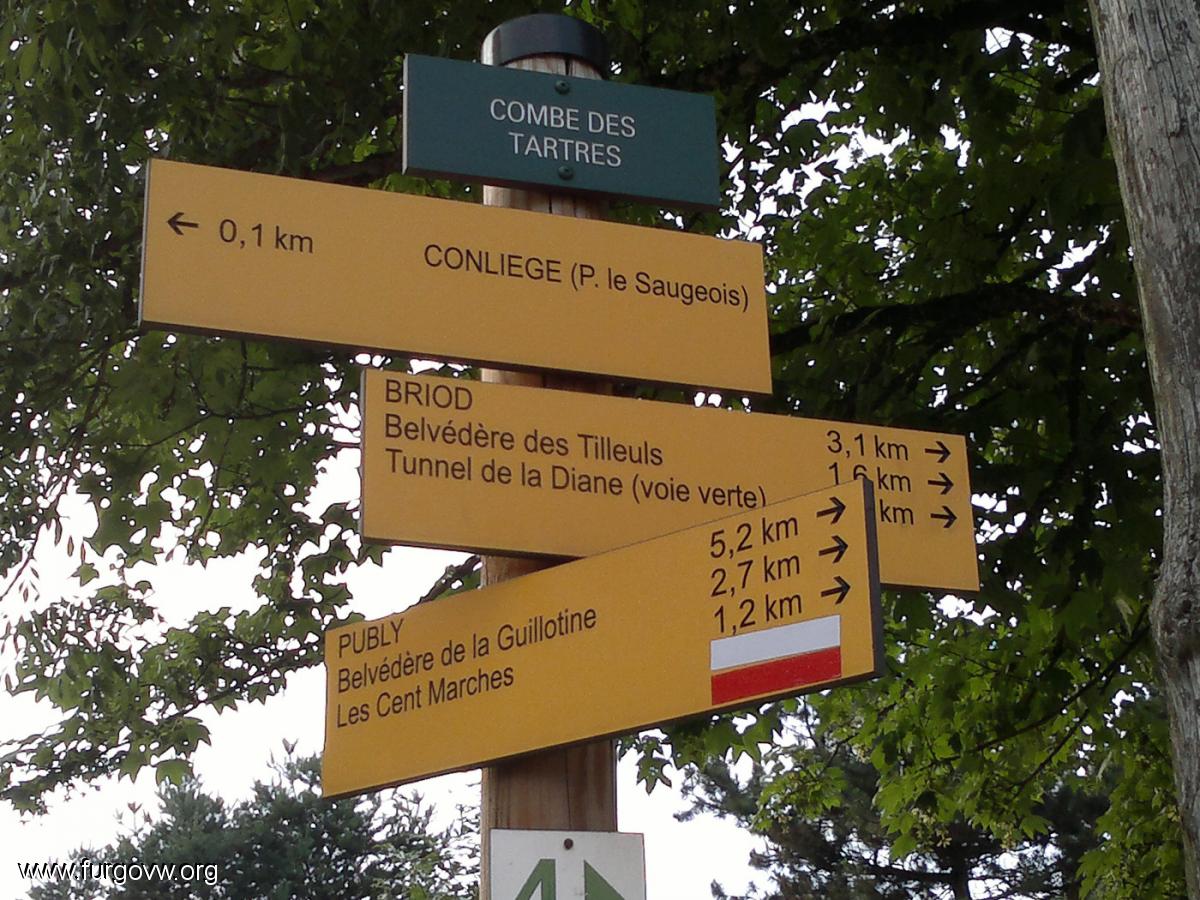 COMBE DES
TARTRES
← 0,1 km CONLIEGE (P. le Saugeois)
BRIOD 3,1 km →
Belvédère des Tilleuls 1,6 km →
Tunnel de la Diane (voie verte) km →
PUBLY 5,2 km →
Belvédère de la Guillotine 2,7 km →
Les Cent Marches 1,2 km →
www.furgovw.org